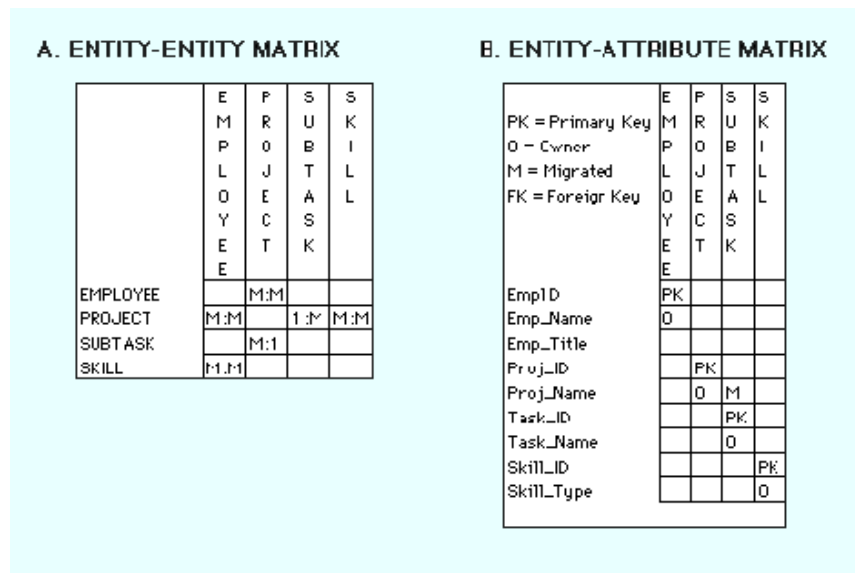 A. ENTITY-ENTITY MATRIX
EMPLOYEE PROJECT SUBTASK SKILL
EMPLOYEE M:M
PROJECT M:M 1:M M:M
SUBTASK M:1
SKILL M:M
B. ENTITY-ATTRIBUTE MATRIX
EMPLOYEE PROJECT SUBTASK SKILL
PK = Primary Key
O = Owner
M = Migrated
FK = Foreign Key
EmpID PK
Emp_Name O
Emp_Title
Proj_ID PK
Proj_Name O M
Task_ID PK
Task_Name O
Skill_ID PK
Skill_Type O